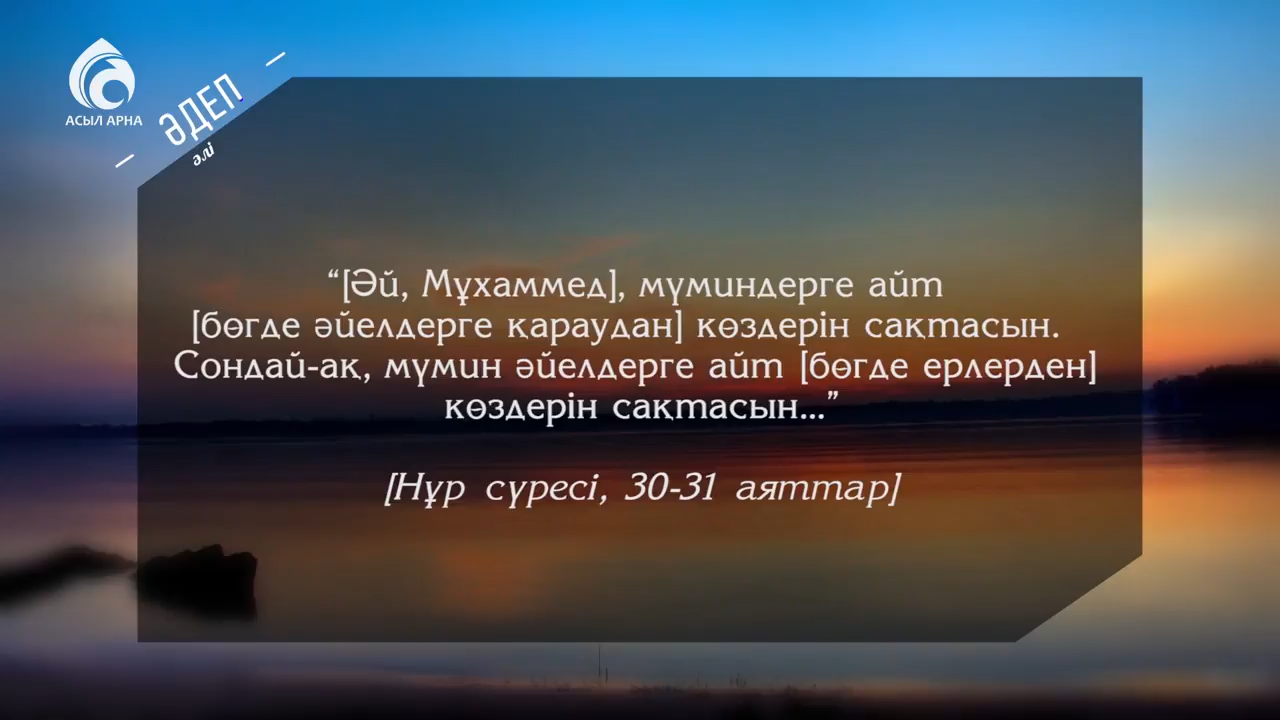 АСЫЛ АРНА
ӘДЕП
әлі
“[Әй, Мұхаммед], мүминдерге айт
[бөгде әйелдерге қараудан] көздерін сақтасын.
Сондай-ақ, мүмин әйелдерге айт [бөгде ерлерден]
көздерін сақтасын...”
[Нұр сүресі, 30-31 аяттар]